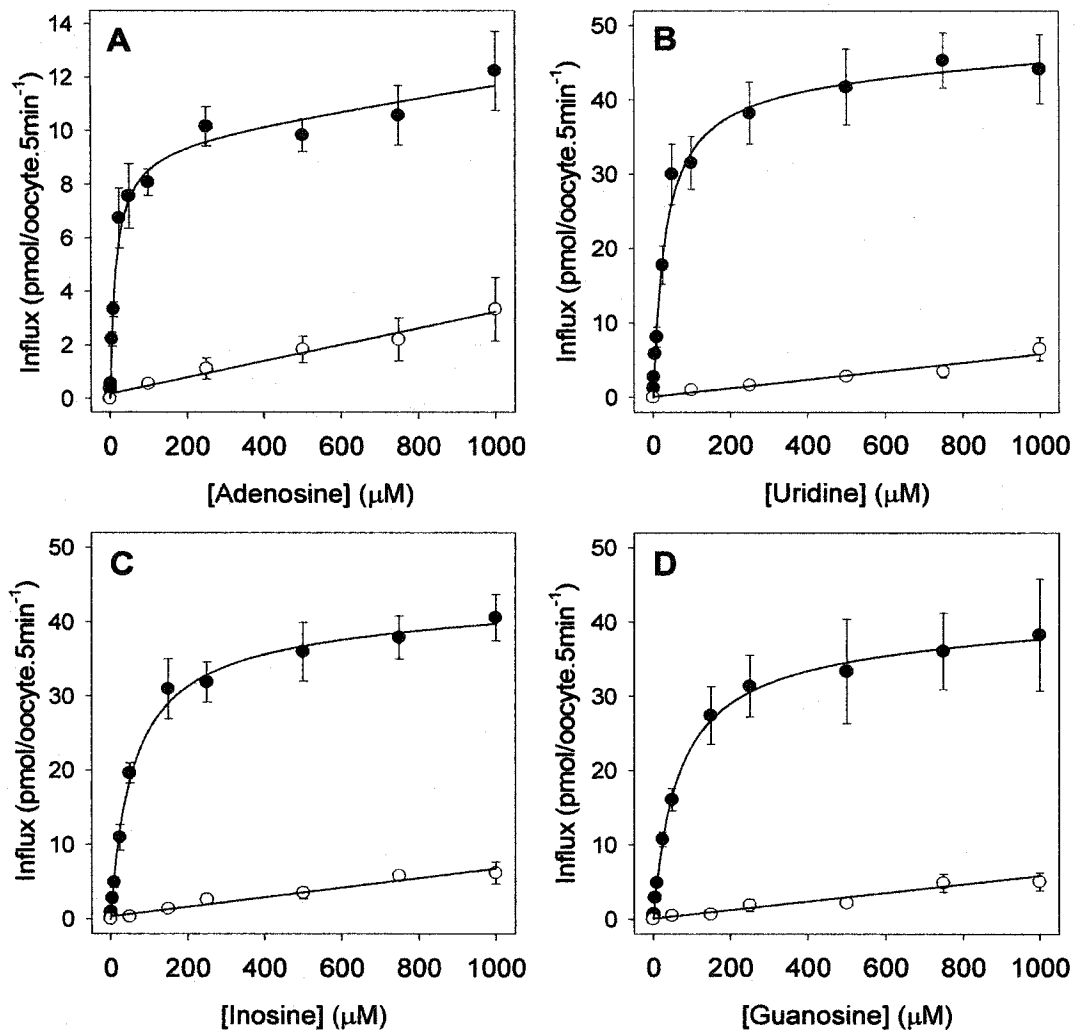 A
Influx (pmol/oocyte.5min⁻¹)
14
12
10
8
6
4
2
0
0 200 400 600 800 1000
[Adenosine] (µM)
B
Influx (pmol/oocyte.5min⁻¹)
50
40
30
20
10
0
0 200 400 600 800 1000
[Uridine] (µM)
C
Influx (pmol/oocyte.5min⁻¹)
50
40
30
20
10
0
0 200 400 600 800 1000
[Inosine] (µM)
D
Influx (pmol/oocyte.5min⁻¹)
50
40
30
20
10
0
0 200 400 600 800 1000
[Guanosine] (µM)